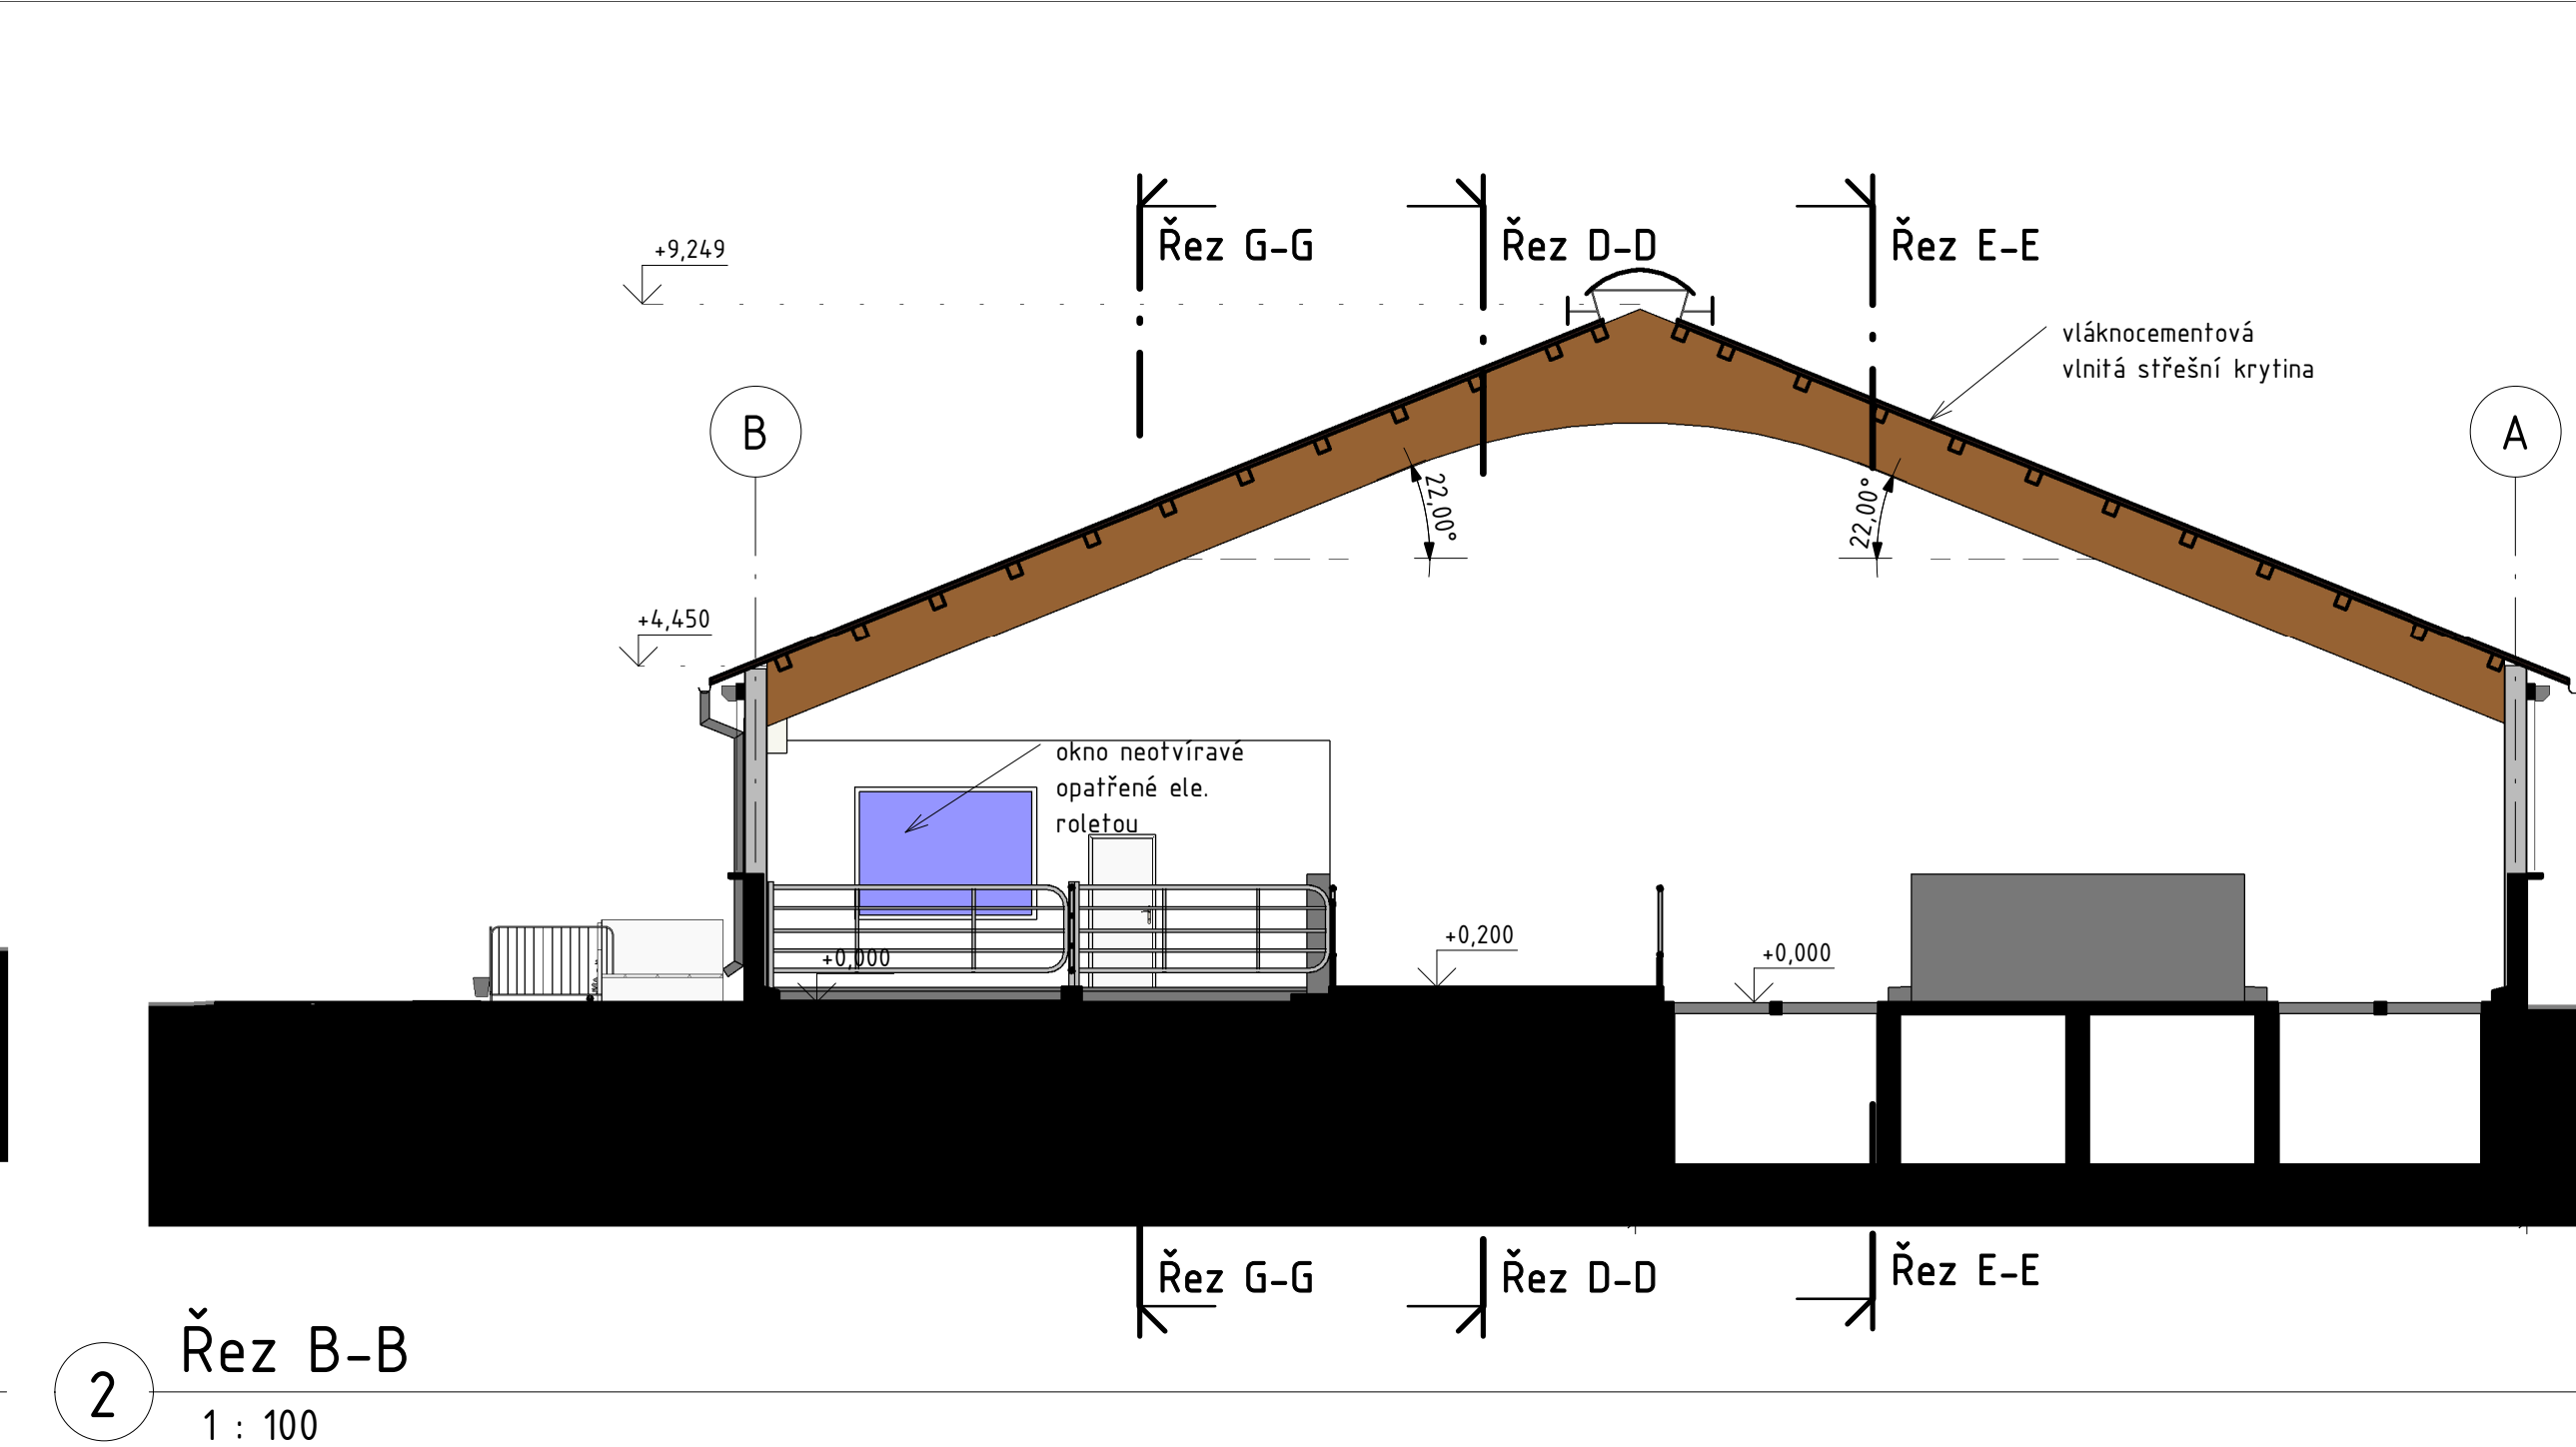 Řez G-G
Řez D-D
Řez E-E
+9,249
vláknocementová
vlnitá střešní krytina
B
A
22,00°
22,00°
+4,450
okno neotvíravé
opatřené ele.
roletou
+0,000
+0,200
+0,000
Řez G-G
Řez D-D
Řez E-E
Řez B-B
2
1 : 100